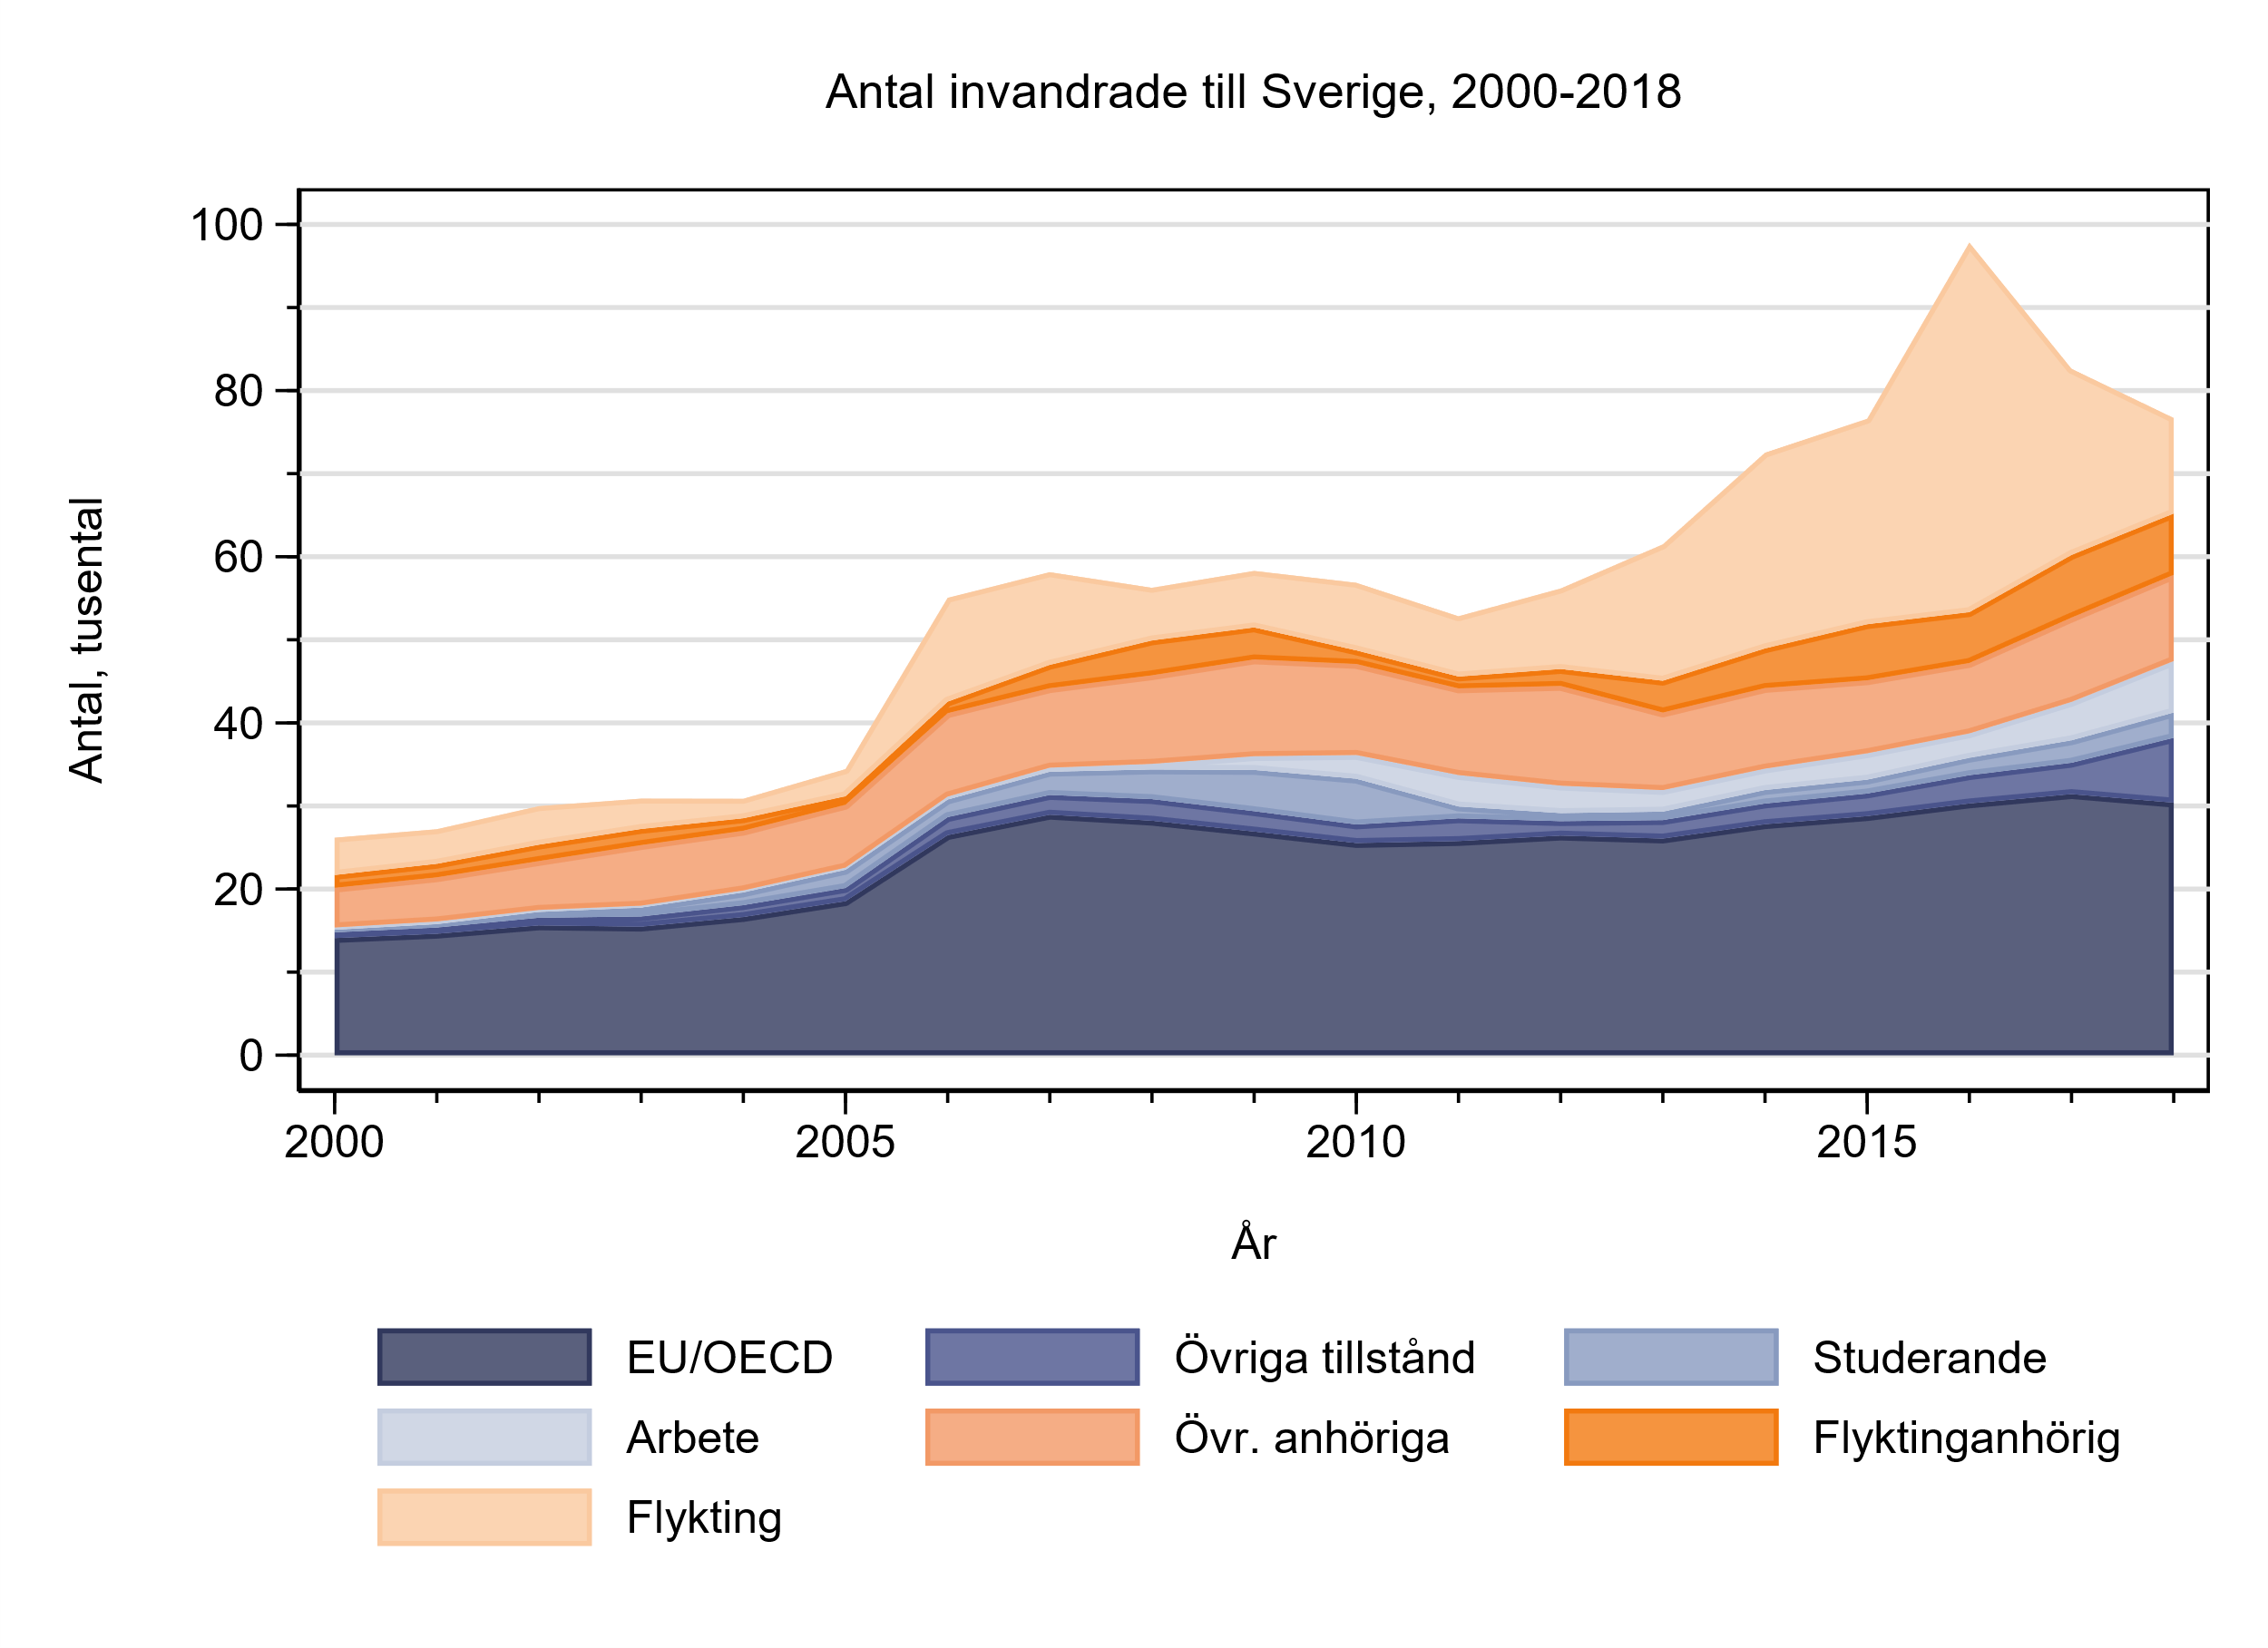 Antal invandrade till Sverige, 2000-2018
Antal, tusental
100
80
60
40
20
0
2000 2005 2010 2015
År
EU/OECD Övriga tillstånd Studerande
Arbete Övr. anhöriga Flyktinganhörig
Flykting